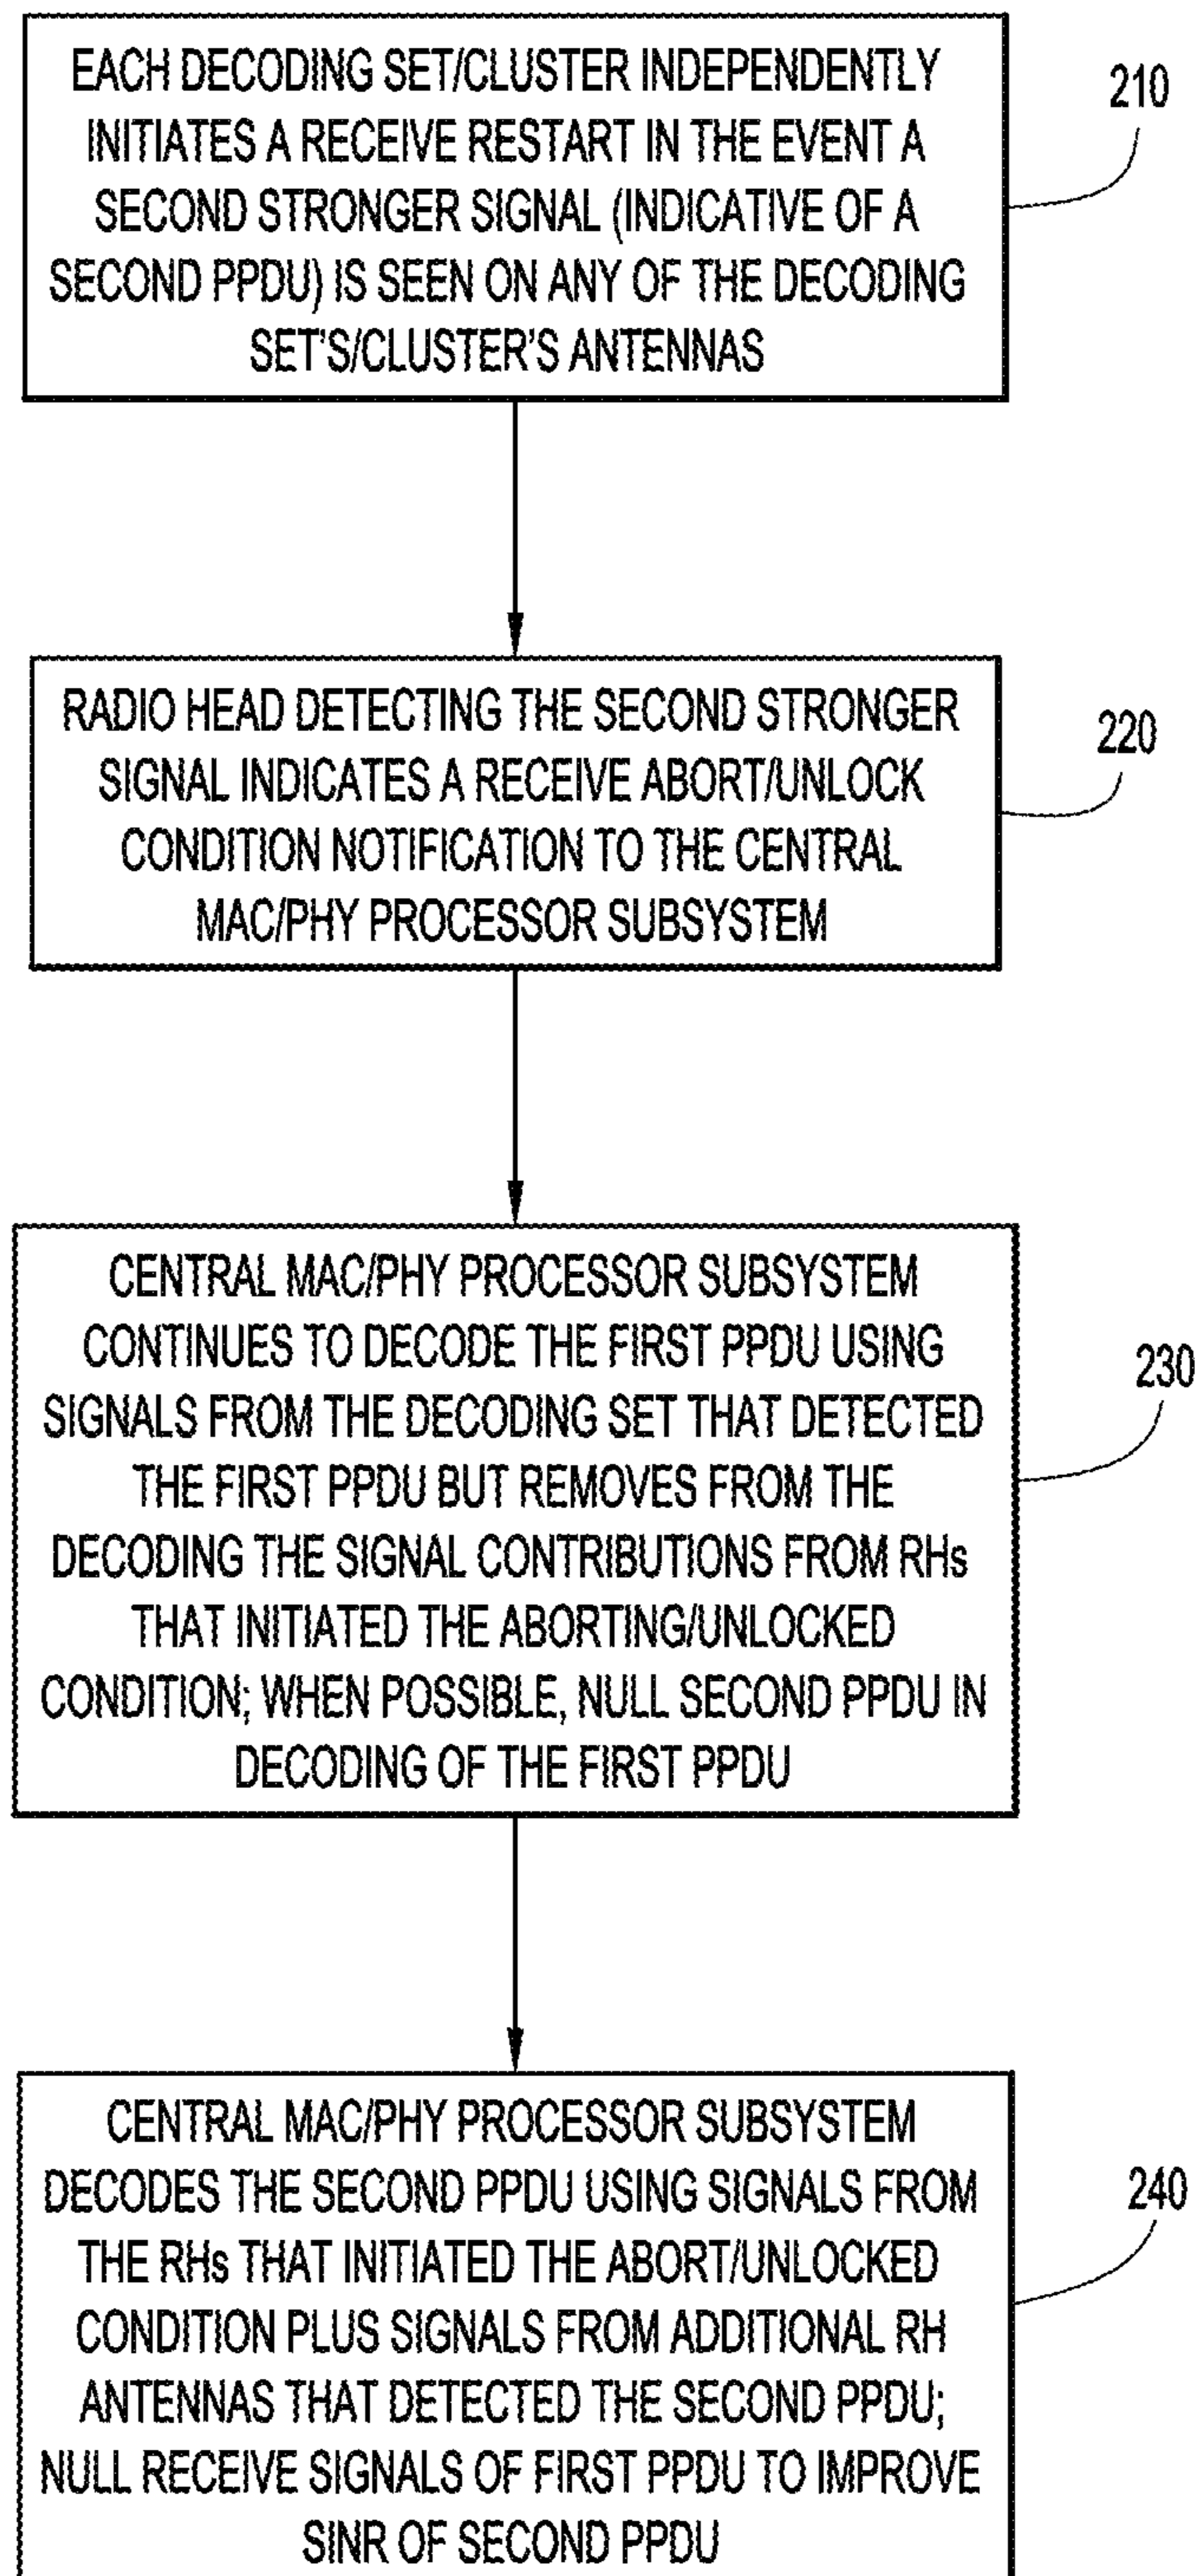 EACH DECODING SET/CLUSTER INDEPENDENTLY
INITIATES A RECEIVE RESTART IN THE EVENT A
SECOND STRONGER SIGNAL (INDICATIVE OF A
SECOND PPDU) IS SEEN ON ANY OF THE DECODING
SET'S/CLUSTER'S ANTENNAS
210
RADIO HEAD DETECTING THE SECOND STRONGER
SIGNAL INDICATES A RECEIVE ABORT/UNLOCK
CONDITION NOTIFICATION TO THE CENTRAL
MAC/PHY PROCESSOR SUBSYSTEM
220
CENTRAL MAC/PHY PROCESSOR SUBSYSTEM
CONTINUES TO DECODE THE FIRST PPDU USING
SIGNALS FROM THE DECODING SET THAT DETECTED
THE FIRST PPDU BUT REMOVES FROM THE
DECODING THE SIGNAL CONTRIBUTIONS FROM RHs
THAT INITIATED THE ABORTING/UNLOCKED
CONDITION; WHEN POSSIBLE, NULL SECOND PPDU IN
DECODING OF THE FIRST PPDU
230
CENTRAL MAC/PHY PROCESSOR SUBSYSTEM
DECODES THE SECOND PPDU USING SIGNALS FROM
THE RHs THAT INITIATED THE ABORT/UNLOCKED
CONDITION PLUS SIGNALS FROM ADDITIONAL RH
ANTENNAS THAT DETECTED THE SECOND PPDU;
NULL RECEIVE SIGNALS OF FIRST PPDU TO IMPROVE
SINR OF SECOND PPDU
240